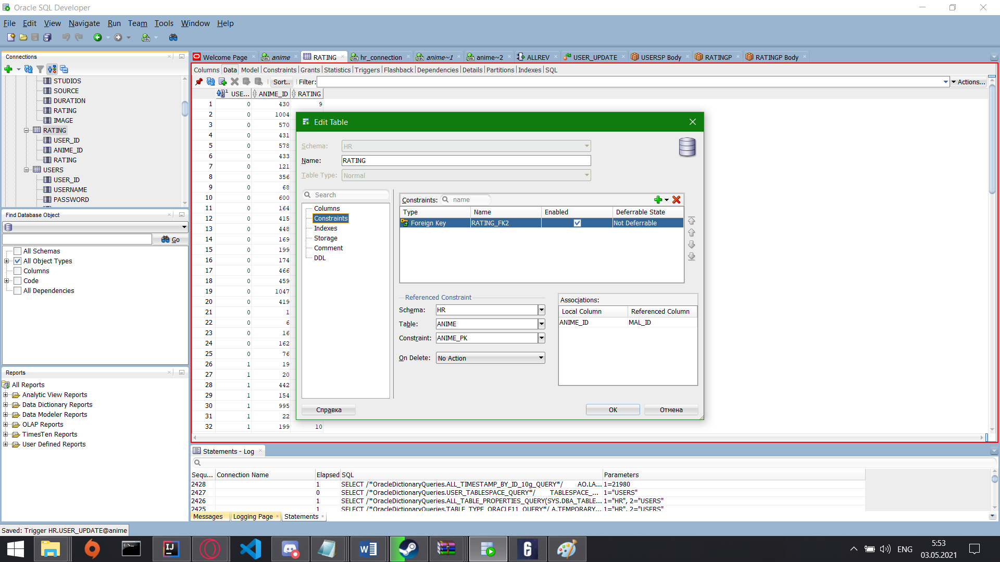 Oracle SQL Developer
File Edit View Navigate Run Team Tools Window Help
Connections
STUDIOS
SOURCE
DURATION
RATING
IMAGE
RATING
USER_ID
ANIME_ID
RATING
USERS
USER_ID
USERNAME
PASSWORD
Find Database Object
Go
All Schemas
All Object Types
Columns
Code
All Dependencies
Reports
All Reports
Analytic View Reports
Data Dictionary Reports
Data Modeler Reports
OLAP Reports
TimesTen Reports
User Defined Reports
Welcome Page anime RATING hr_connection anime~1 anime~2 ALLREV USER_UPDATE USERSP Body RATINGP RATINGP Body
Columns Data Model Constraints Grants Statistics Triggers Flashback Dependencies Details Partitions Indexes SQL
Sort.. Filter: Actions...
USE... ANIME_ID RATING
1 0 430 9
2 0 1004
3 0 570
4 0 431
5 0 578
6 0 433
7 0 121
8 0 356
9 0 68
10 0 600
11 0 164
12 0 415
13 0 448
14 0 169
15 0 199
16 0 174
17 0 466
18 0 459
19 0 1047
20 0 419
21 0 1
22 0 6
23 0 16
24 0 162
25 0 76
26 1 19
27 1 20
28 1 442
29 1 154
30 1 995
31 1 22
32 1 199 10
Edit Table
Schema: HR
Name: RATING
Table Type: Normal
Search
Columns
Constraints
Indexes
Storage
Comment
DDL
Constraints: name
Type Name Enabled Deferrable State
Foreign Key RATING_FK2 Not Deferrable
Referenced Constraint
Schema: HR
Table: ANIME
Constraint: ANIME_PK
On Delete: No Action
Associations:
Local Column Referenced Column
ANIME_ID MAL_ID
Справка OK Отмена
Statements - Log
Sequ... Connection Name Elapsed SQL Parameters
2428 1 SELECT /*OracleDictionaryQueries.ALL_TIMESTAMP_BY_ID_10g_QUERY*/ AO.LA... 1=21980
2427 0 SELECT /*OracleDictionaryQueries.USER_TABLESPACE_QUERY*/ TABLESPACE_... 1="USERS"
2426 1 SELECT /*OracleDictionaryQueries.ALL_TABLE_PROPERTIES_QUERY(SYS.DBA_TABLE... 1="HR", 2="USERS"
2425 1 SELECT /*OracleDictionaryQueries.TABLE_TYPE_ORACLE11_QUERY*/ A.TEMPORARY... 1="HR", 2="USERS"
Messages Logging Page Statements
Saved: Trigger HR.USER_UPDATE@anime
ENG
5:53
03.05.2021